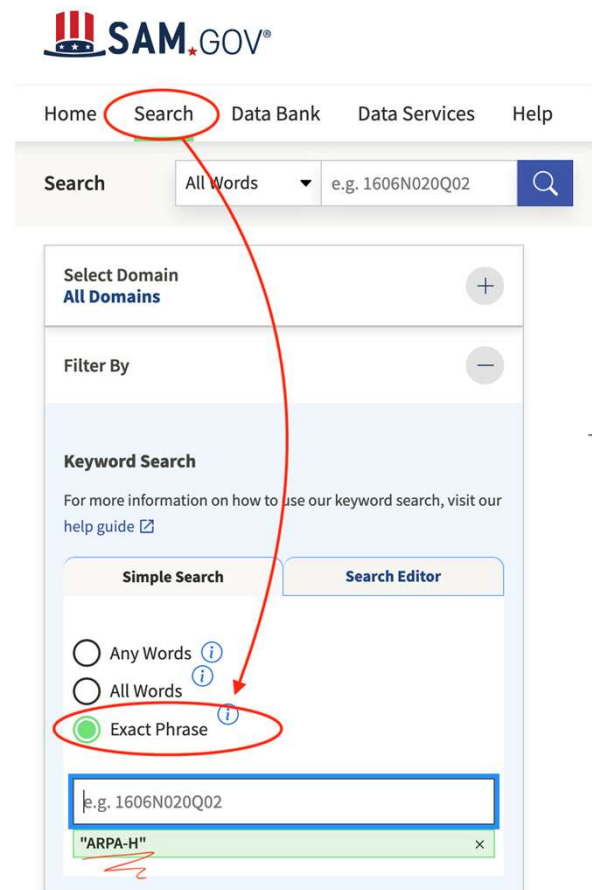 SAM.GOV®
Home Search Data Bank Data Services Help
Search All Words e.g. 1606N020Q02
Select Domain
All Domains
Filter By
Keyword Search
For more information on how to use our keyword search, visit our
help guide
Simple Search Search Editor
Any Words
All Words
Exact Phrase
e.g. 1606N020Q02
"ARPA-H"